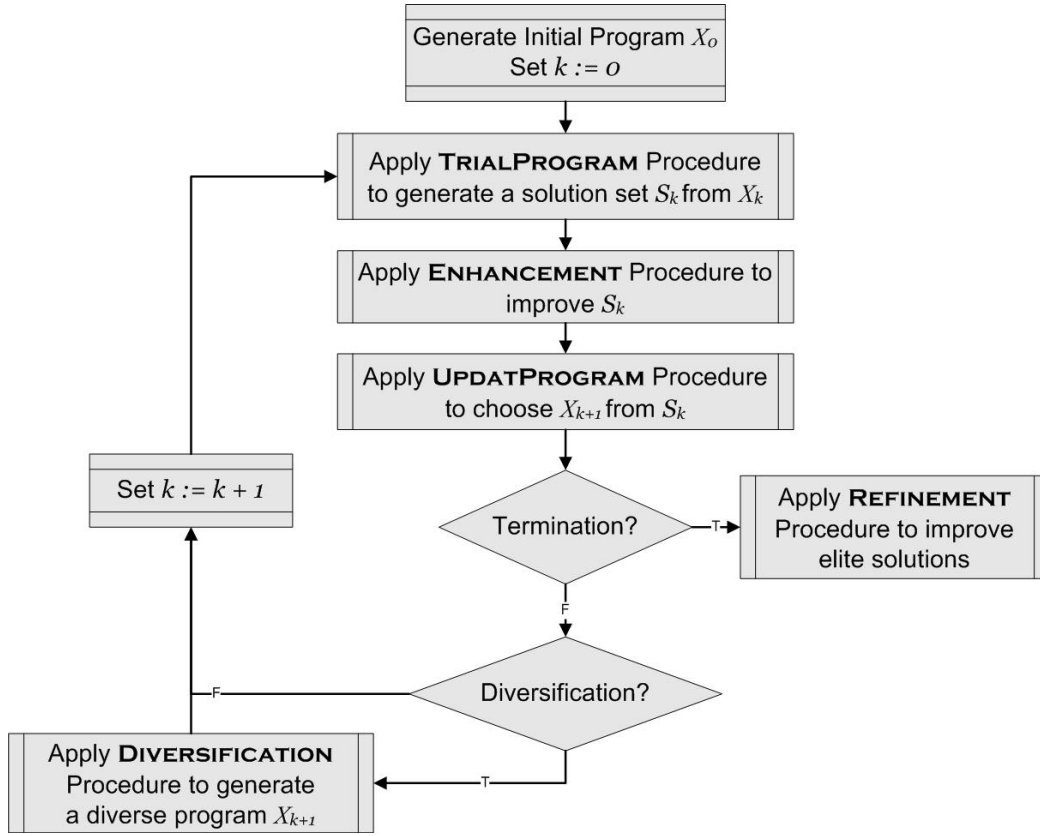 Generate Initial Program X₀
Set k := 0
Apply TRIALPROGRAM Procedure
to generate a solution set Sₖ from Xₖ
Apply ENHANCEMENT Procedure to
improve Sₖ
Apply UPDATPROGRAM Procedure
to choose Xₖ₊₁ from Sₖ
Set k := k + 1
Termination?
T
Apply REFINEMENT
Procedure to improve
elite solutions
F
Diversification?
F
T
Apply DIVERSIFICATION
Procedure to generate
a diverse program Xₖ₊₁